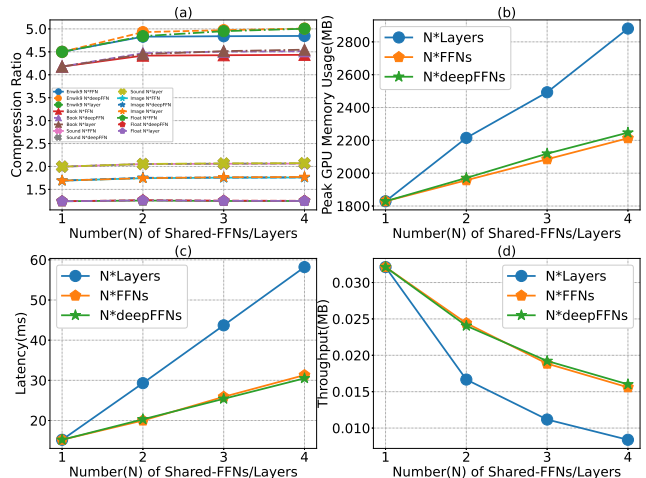 (a)
Compression Ratio
5.0
4.5
4.0
3.5
3.0
2.5
2.0
1.5
Enwik9 N*FFN
Enwik9 N*deepFFN
Enwik9 N*layer
Book N*FFN
Book N*deepFFN
Book N*layer
Sound N*FFN
Sound N*deepFFN
Sound N*layer
Image N*FFN
Image N*deepFFN
Image N*layer
Float N*FFN
Float N*deepFFN
Float N*layer
1 2 3 4
Number(N) of Shared-FFNs/Layers
(b)
Peak GPU Memory Usage(MB)
2800
2600
2400
2200
2000
1800
N*Layers
N*FFNs
N*deepFFNs
1 2 3 4
Number(N) of Shared-FFNs/Layers
(c)
Latency(ms)
60
50
40
30
20
N*Layers
N*FFNs
N*deepFFNs
1 2 3 4
Number(N) of Shared-FFNs/Layers
(d)
Throughput(MB)
0.030
0.025
0.020
0.015
0.010
N*Layers
N*FFNs
N*deepFFNs
1 2 3 4
Number(N) of Shared-FFNs/Layers